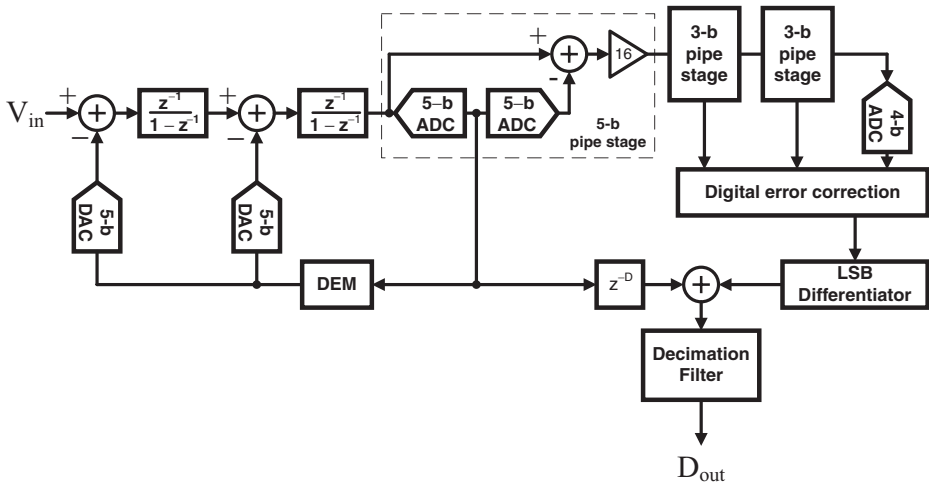 3-b
pipe
stage
3-b
pipe
stage
+
+
16
-
V_in
+
+
−
z^−1
1 − z^−1
+
+
−
z^−1
1 − z^−1
5–b
ADC
5–b
ADC
5-b
pipe stage
4-b
ADC
Digital error correction
5-b
DAC
5-b
DAC
DEM
z^−D
+
LSB
Differentiator
Decimation
Filter
D_out